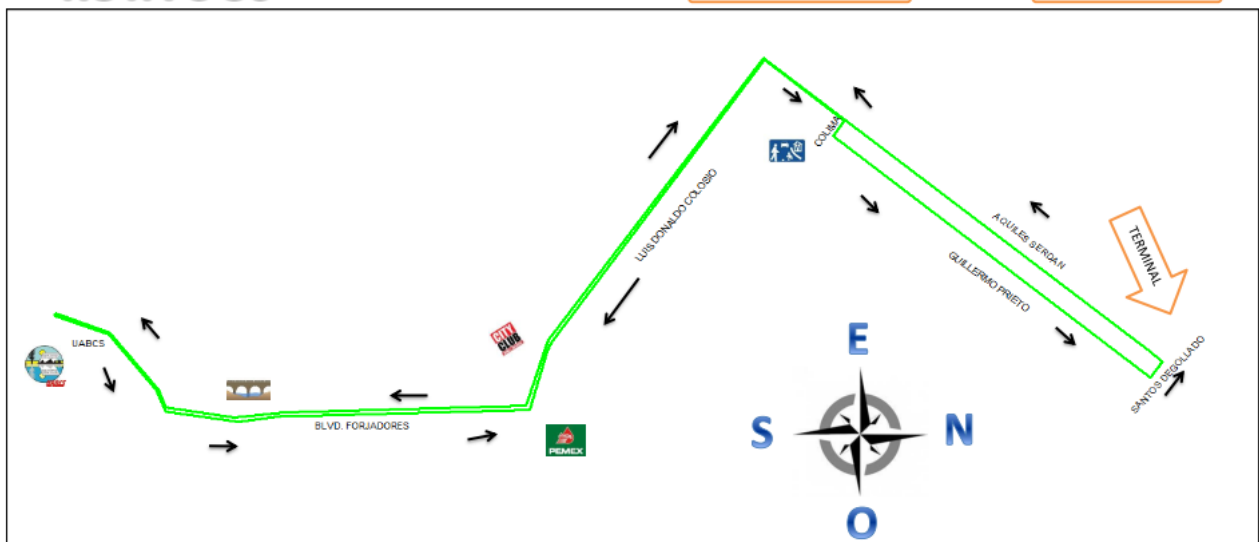 COLIMA
LUIS DONALDO COLOSIO
AQUILES SERDAN
GUILLERMO PRIETO
TERMINAL
SANTOS DEGOLLADO
UABCS
CITY
CLUB
BLVD. FORJADORES
PEMEX
E
S
N
O